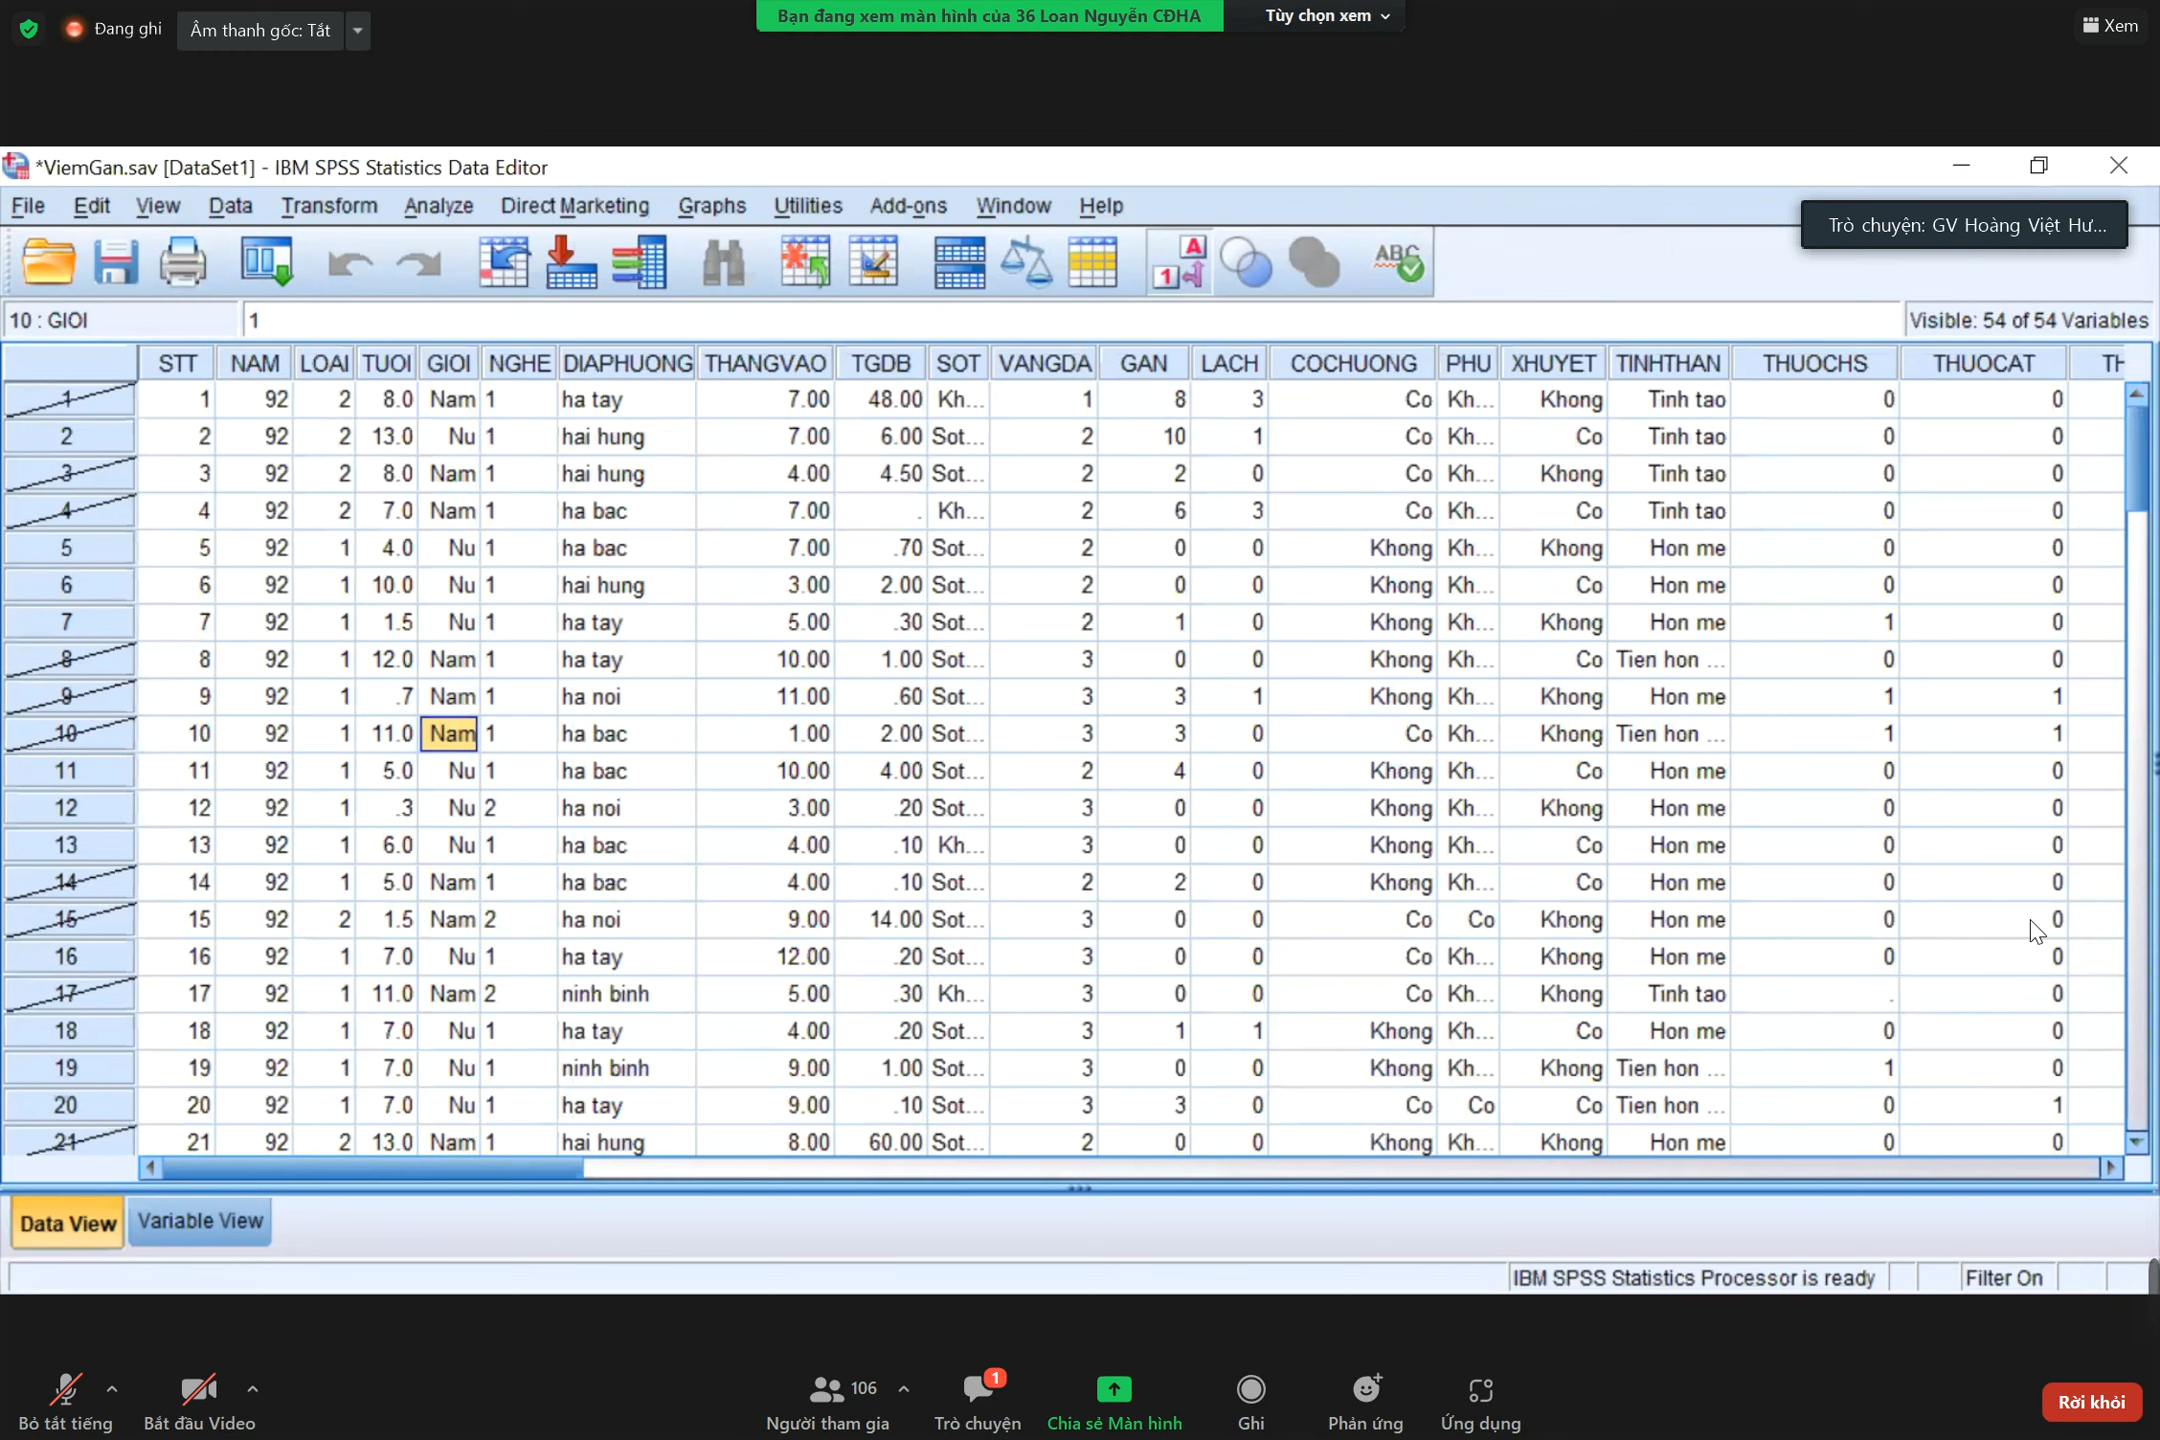 Đang ghi
Âm thanh gốc: Tắt
Bạn đang xem màn hình của 36 Loan Nguyễn CĐHA
Tùy chọn xem
Xem
*ViemGan.sav [DataSet1] - IBM SPSS Statistics Data Editor
File Edit View Data Transform Analyze Direct Marketing Graphs Utilities Add-ons Window Help
Trò chuyện: GV Hoàng Việt Hư...
10 : GIOI 1 Visible: 54 of 54 Variables
STT NAM LOAI TUOI GIOI NGHE DIAPHUONG THANGVAO TGDB SOT VANGDA GAN LACH COCHUONG PHU XHUYET TINHTHAN THUOCHS THUOCAT TH
1 1 92 2 8.0 Nam 1 ha tay 7.00 48.00 Kh... 1 8 3 Co Kh... Khong Tinh tao 0 0
2 2 92 2 13.0 Nu 1 hai hung 7.00 6.00 Sot... 2 10 1 Co Kh... Co Tinh tao 0 0
3 3 92 2 8.0 Nam 1 hai hung 4.00 4.50 Sot... 2 2 0 Co Kh... Khong Tinh tao 0 0
4 4 92 2 7.0 Nam 1 ha bac 7.00 . Kh... 2 6 3 Co Kh... Co Tinh tao 0 0
5 5 92 1 4.0 Nu 1 ha bac 7.00 .70 Sot... 2 0 0 Khong Kh... Khong Hon me 0 0
6 6 92 1 10.0 Nu 1 hai hung 3.00 2.00 Sot... 2 0 0 Khong Kh... Co Hon me 0 0
7 7 92 1 1.5 Nu 1 ha tay 5.00 .30 Sot... 2 1 0 Khong Kh... Khong Hon me 1 0
8 8 92 1 12.0 Nam 1 ha tay 10.00 1.00 Sot... 3 0 0 Khong Kh... Co Tien hon ... 0 0
9 9 92 1 .7 Nam 1 ha noi 11.00 .60 Sot... 3 3 1 Khong Kh... Khong Hon me 1 1
10 10 92 1 11.0 Nam 1 ha bac 1.00 2.00 Sot... 3 3 0 Co Kh... Khong Tien hon ... 1 1
11 11 92 1 5.0 Nu 1 ha bac 10.00 4.00 Sot... 2 4 0 Khong Kh... Co Hon me 0 0
12 12 92 1 .3 Nu 2 ha noi 3.00 .20 Sot... 3 0 0 Khong Kh... Khong Hon me 0 0
13 13 92 1 6.0 Nu 1 ha bac 4.00 .10 Kh... 3 0 0 Khong Kh... Co Hon me 0 0
14 14 92 1 5.0 Nam 1 ha bac 4.00 .10 Sot... 2 2 0 Khong Kh... Co Hon me 0 0
15 15 92 2 1.5 Nam 2 ha noi 9.00 14.00 Sot... 3 0 0 Co Co Khong Hon me 0 0
16 16 92 1 7.0 Nu 1 ha tay 12.00 .20 Sot... 3 0 0 Co Kh... Khong Hon me 0 0
17 17 92 1 11.0 Nam 2 ninh binh 5.00 .30 Kh... 3 0 0 Co Kh... Khong Tinh tao . 0
18 18 92 1 7.0 Nu 1 ha tay 4.00 .20 Sot... 3 1 1 Khong Kh... Co Hon me 0 0
19 19 92 1 7.0 Nu 1 ninh binh 9.00 1.00 Sot... 3 0 0 Khong Kh... Khong Tien hon ... 1 0
20 20 92 1 7.0 Nu 1 ha tay 9.00 .10 Sot... 3 3 0 Co Co Co Tien hon ... 0 1
21 21 92 2 13.0 Nam 1 hai hung 8.00 60.00 Sot... 2 0 0 Khong Kh... Khong Hon me 0 0
Data View Variable View
IBM SPSS Statistics Processor is ready Filter On
106 1
Bỏ tắt tiếng Bắt đầu Video Người tham gia Trò chuyện Chia sẻ Màn hình Ghi Phản ứng Ứng dụng Rời khỏi